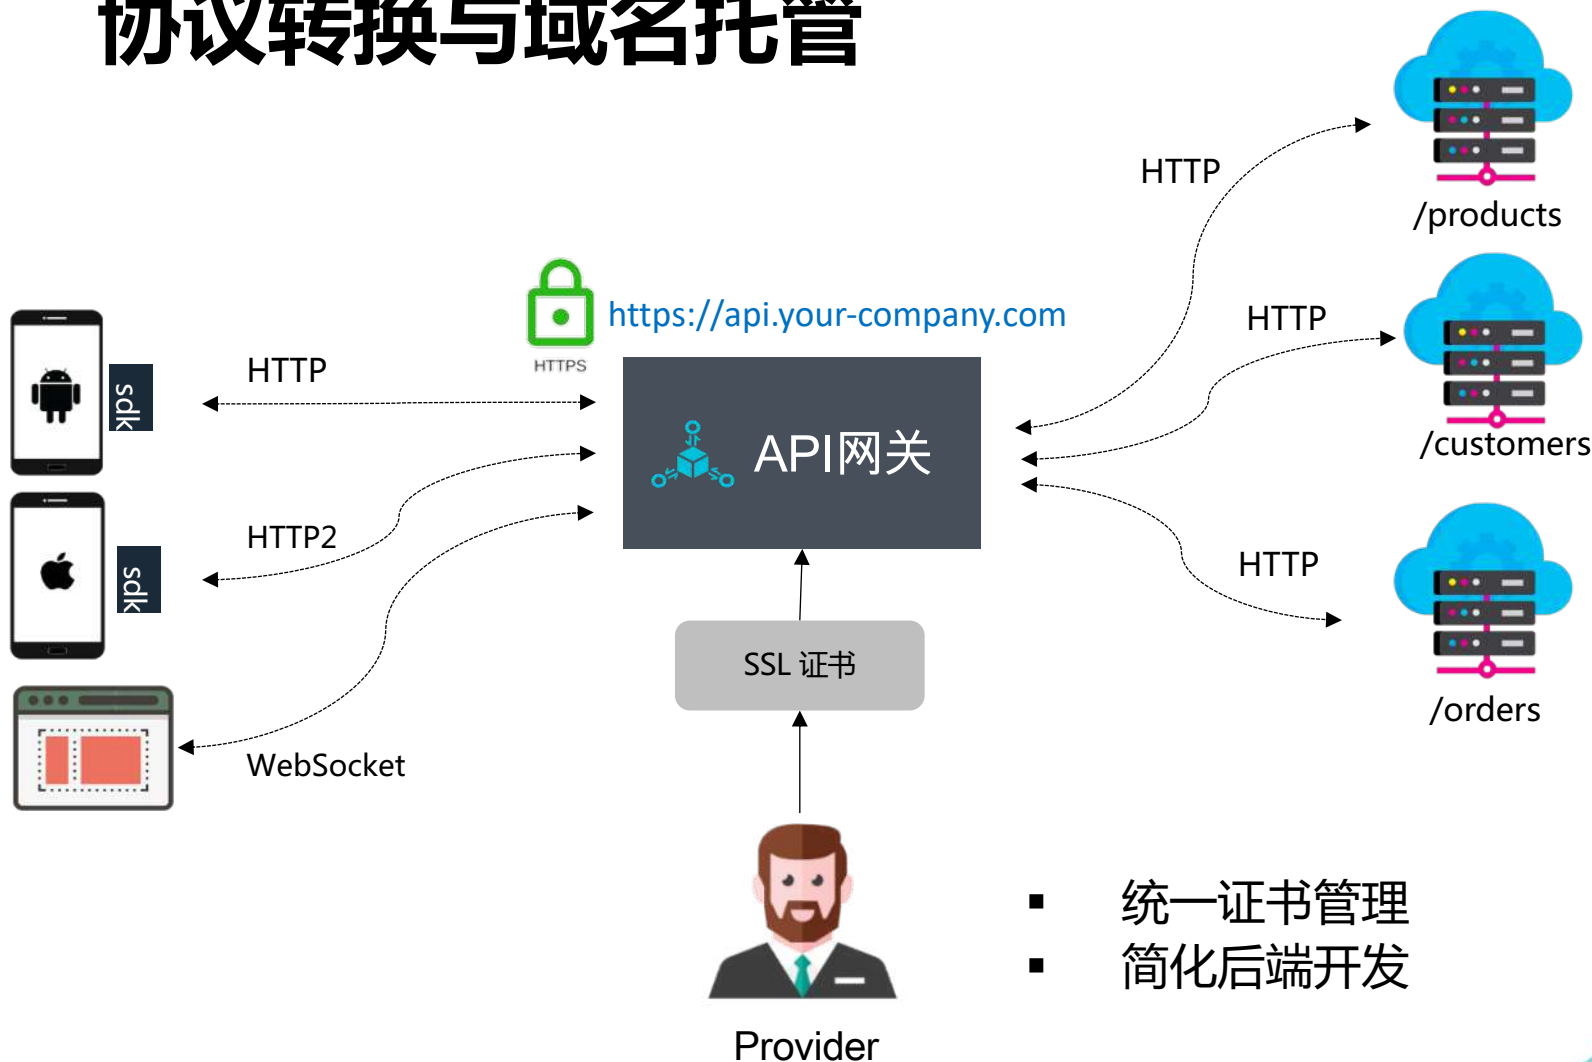 协议转换与域名托管
HTTP
/products
https://api.your-company.com
HTTPS
HTTP
/customers
HTTP
sdk
API网关
HTTP2
sdk
HTTP
SSL 证书
/orders
WebSocket
▪ 统一证书管理
▪ 简化后端开发
Provider